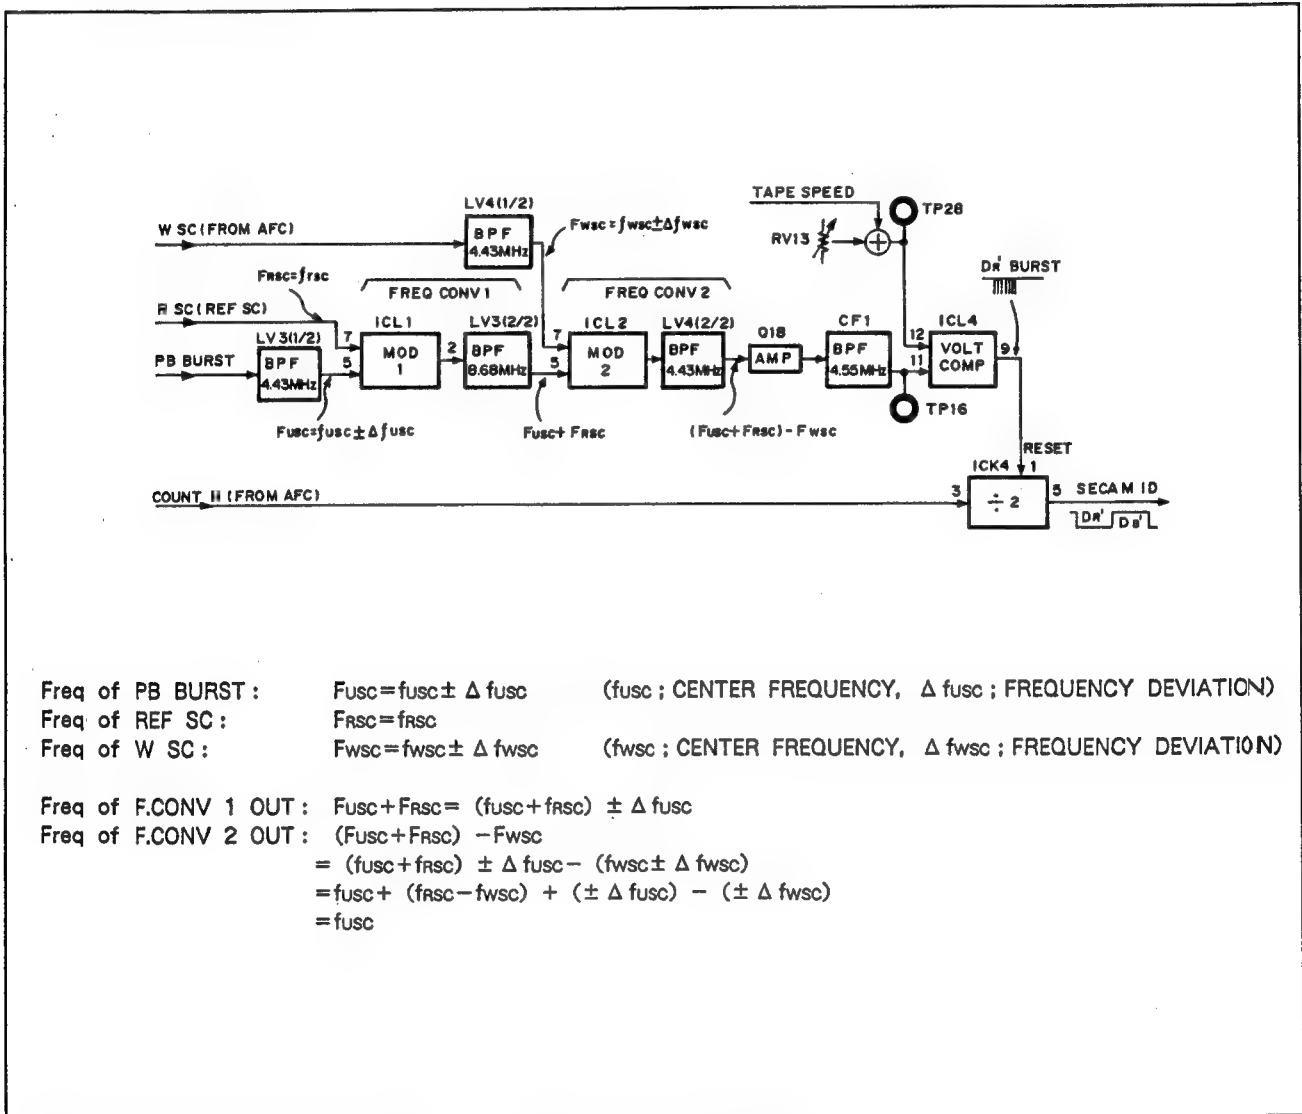 TAPE SPEED
TP28
LV4(1/2)
W SC(FROM AFC)
BPF
4.43MHz
Fwsc=fwsc±Δfwsc
RV13
DR' BURST
FRSC=fRSC
FREQ CONV 1
FREQ CONV 2
R SC(REF SC)
LV3(1/2)
ICL1
LV3(2/2)
ICL2
LV4(2/2)
Q18
CF1
ICL4
7
7
12
PB BURST
BPF
4.43MHz
5
MOD
1
2
BPF
8.68MHz
5
MOD
2
BPF
4.43MHz
AMP
BPF
4.55MHz
11
VOLT
COMP
9
TP16
Fusc=fusc±Δfusc
Fusc+FRSC
(Fusc+FRSC)-Fwsc
RESET
ICK4
1
COUNT H (FROM AFC)
3
÷ 2
5
SECAM ID
DR'
DB'
Freq of PB BURST: Fusc=fusc±Δfusc (fusc; CENTER FREQUENCY, Δfusc; FREQUENCY DEVIATION)
Freq of REF SC: FRSC=fRSC
Freq of W SC: Fwsc=fwsc±Δfwsc (fwsc; CENTER FREQUENCY, Δfwsc; FREQUENCY DEVIATION)
Freq of F.CONV 1 OUT: Fusc+FRSC= (fusc+fRSC) ±Δfusc
Freq of F.CONV 2 OUT: (Fusc+FRSC) -Fwsc
= (fusc+fRSC) ±Δfusc- (fwsc±Δfwsc)
=fusc+ (fRSC-fwsc) + (±Δfusc) - (±Δfwsc)
=fusc